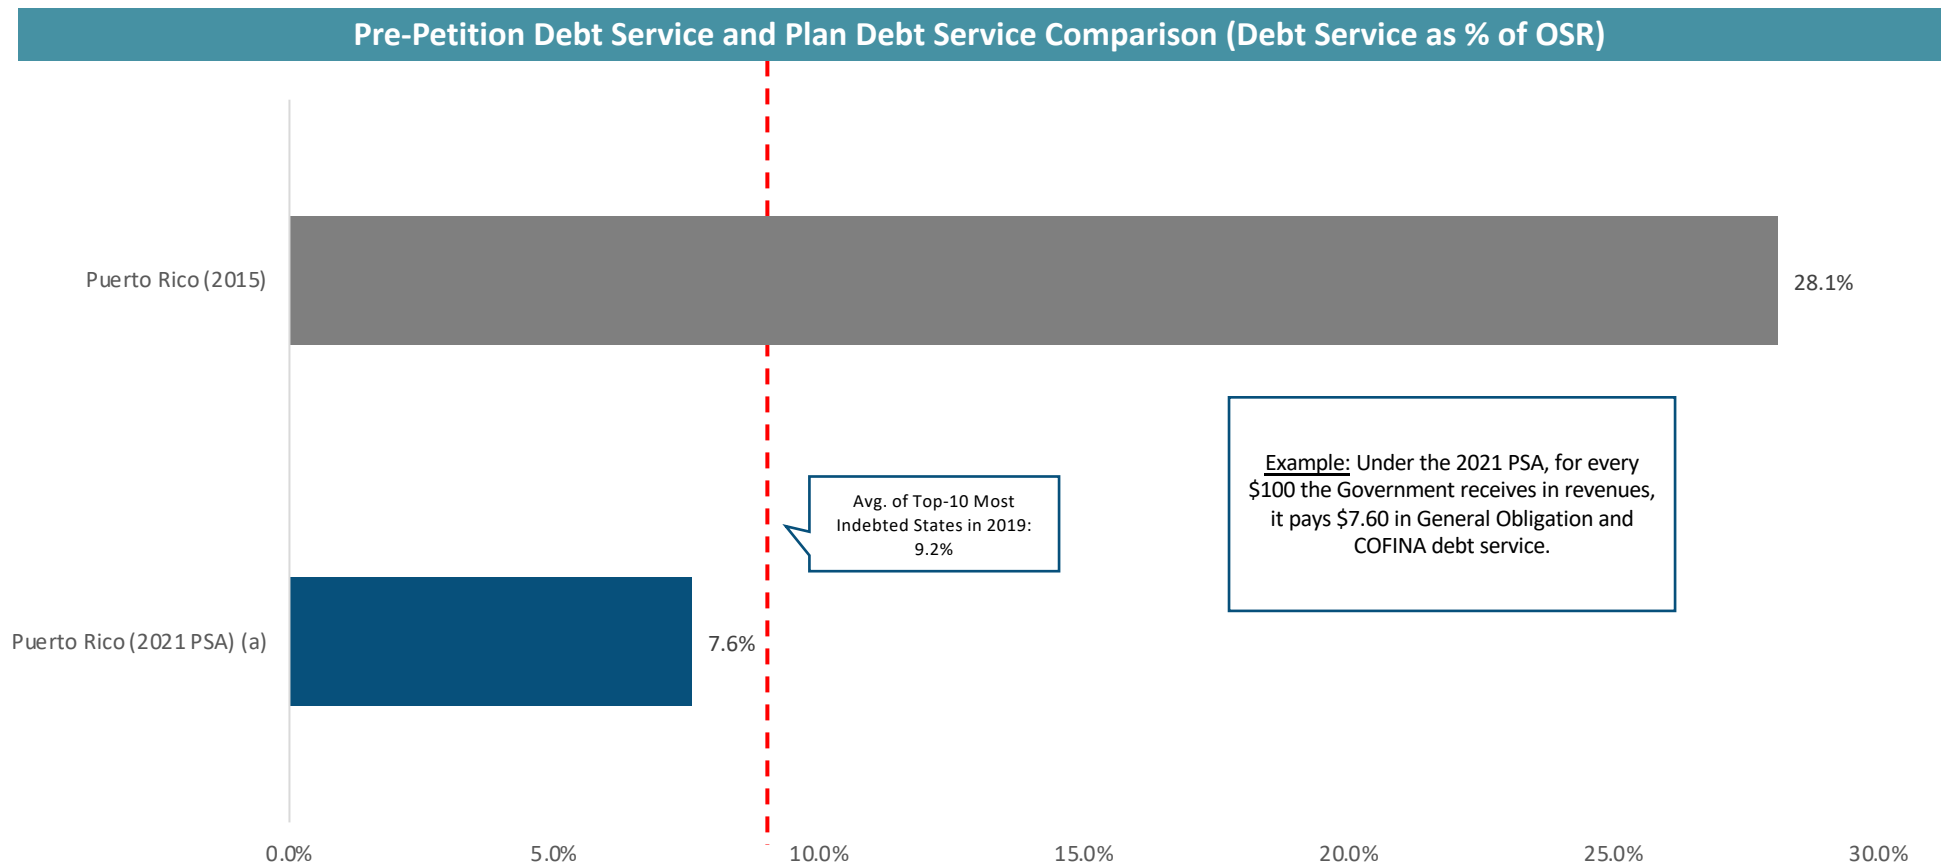 Pre-Petition Debt Service and Plan Debt Service Comparison (Debt Service as % of OSR)
Puerto Rico (2015)
28.1%
Example: Under the 2021 PSA, for every
$100 the Government receives in revenues,
it pays $7.60 in General Obligation and
COFINA debt service.
Avg. of Top-10 Most
Indebted States in 2019:
9.2%
Puerto Rico (2021 PSA) (a)
7.6%
0.0%
5.0%
10.0%
15.0%
20.0%
25.0%
30.0%